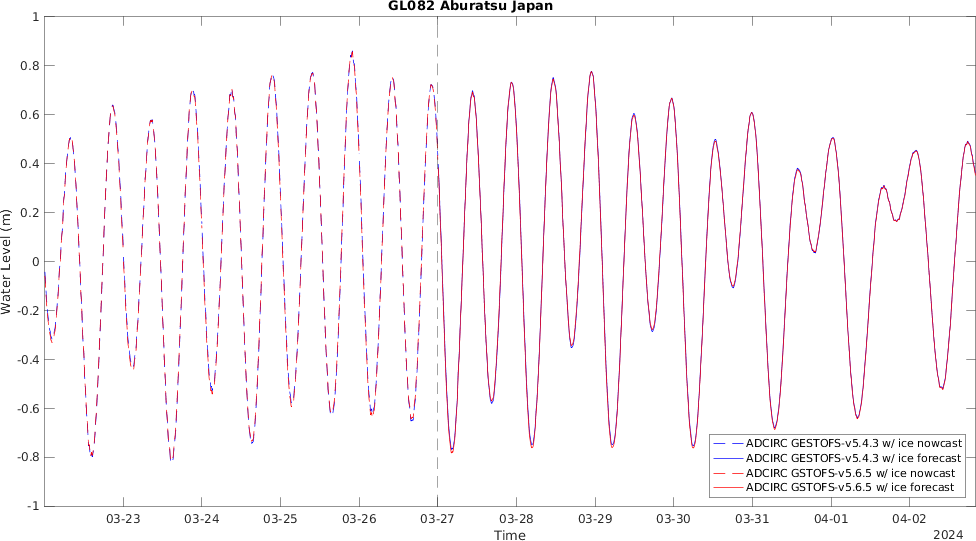 GL082 Aburatsu Japan
Water Level (m)
1
0.8
0.6
0.4
0.2
0
-0.2
-0.4
-0.6
-0.8
-1
ADCIRC GESTOFS-v5.4.3 w/ ice nowcast
ADCIRC GESTOFS-v5.4.3 w/ ice forecast
ADCIRC GSTOFS-v5.6.5 w/ ice nowcast
ADCIRC GSTOFS-v5.6.5 w/ ice forecast
03-23 03-24 03-25 03-26 03-27 03-28 03-29 03-30 03-31 04-01 04-02
Time
2024